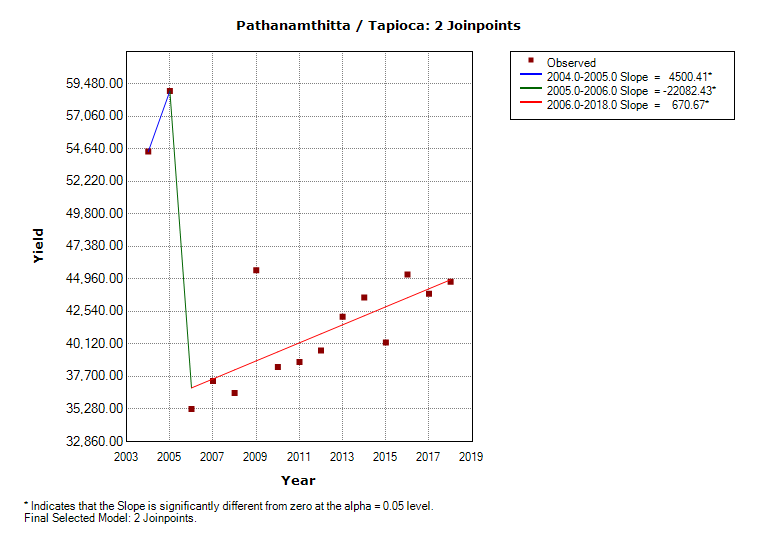 Pathanamthitta / Tapioca: 2 Joinpoints
Observed
2004.0-2005.0 Slope = 4500.41*
2005.0-2006.0 Slope = -22082.43*
2006.0-2018.0 Slope = 670.67*
59,480.00
57,060.00
54,640.00
52,220.00
49,800.00
47,380.00
44,960.00
42,540.00
40,120.00
37,700.00
35,280.00
32,860.00
Yield
2003 2005 2007 2009 2011 2013 2015 2017 2019
Year
* Indicates that the Slope is significantly different from zero at the alpha = 0.05 level.
Final Selected Model: 2 Joinpoints.